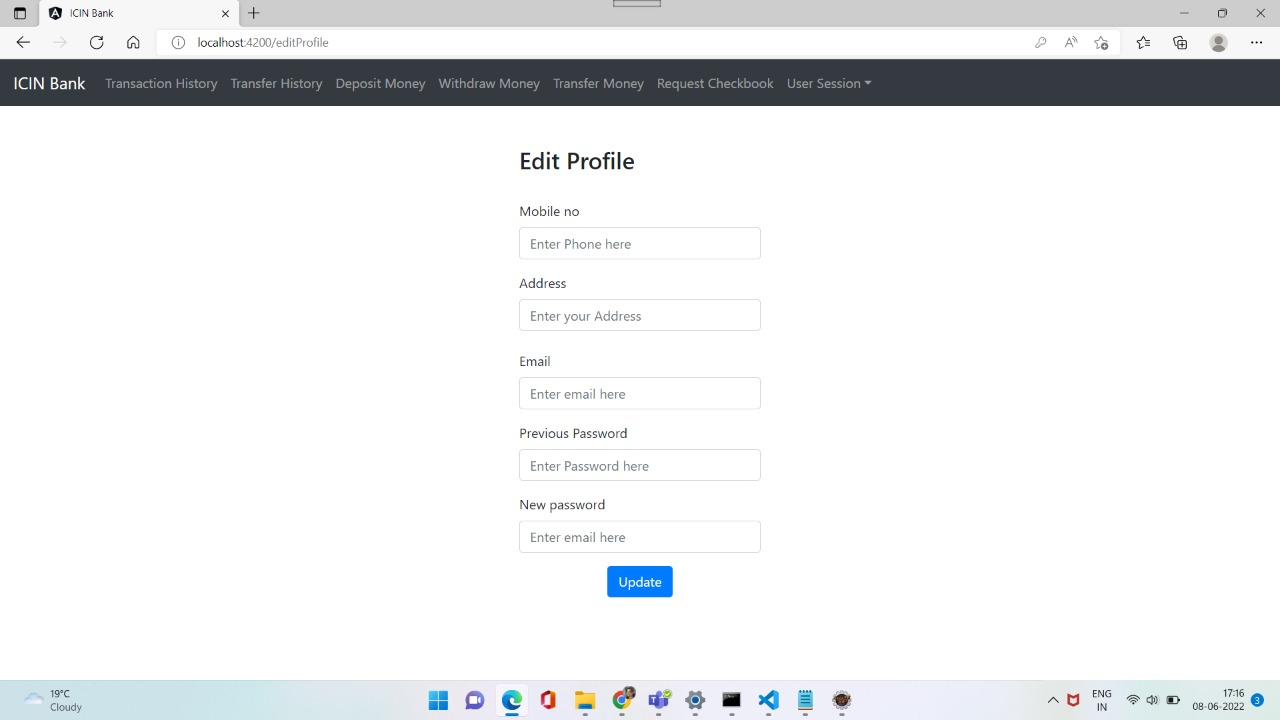 ICIN Bank
localhost:4200/editProfile
ICIN Bank Transaction History Transfer History Deposit Money Withdraw Money Transfer Money Request Checkbook User Session
Edit Profile
Mobile no
Enter Phone here
Address
Enter your Address
Email
Enter email here
Previous Password
Enter Password here
New password
Enter email here
Update
19°C
Cloudy
ENG
IN
17:16
08-06-2022
3